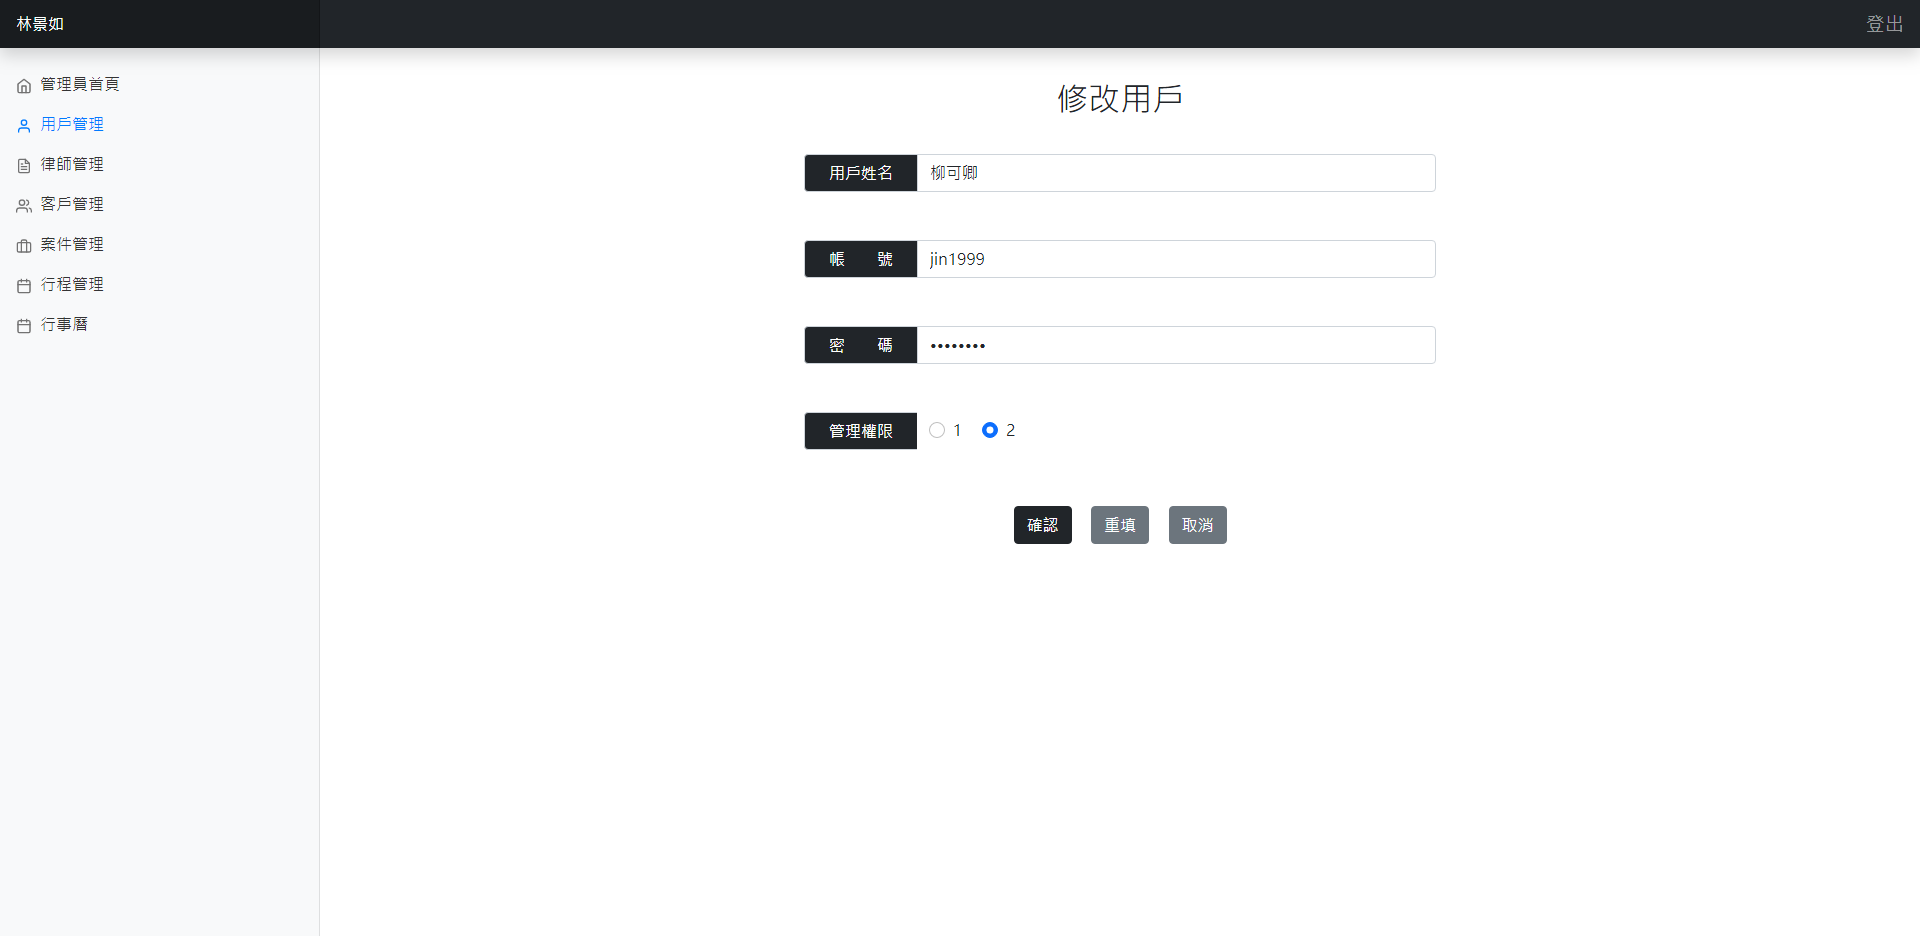 林景如
登出
管理員首頁
用戶管理
律師管理
客戶管理
案件管理
行程管理
行事曆
修改用戶
用戶姓名 柳可卿
帳 號 jin1999
密 碼 ••••••••
管理權限 1 2
確認 重填 取消